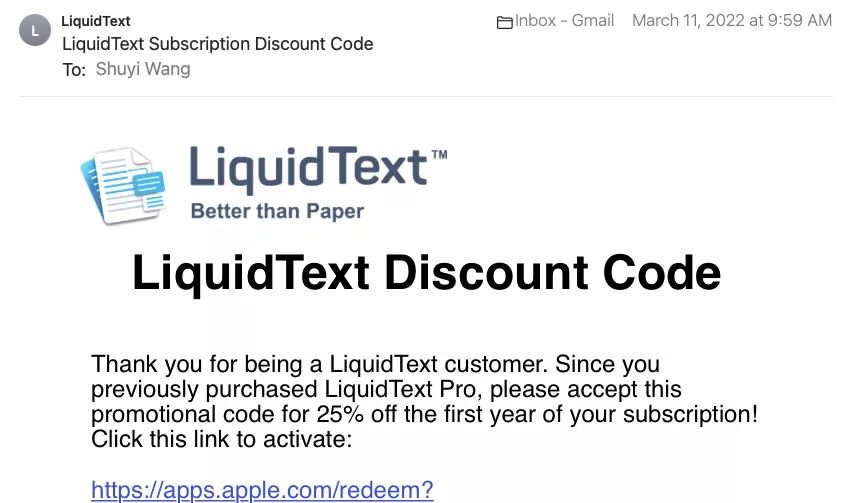 L
LiquidText
Inbox - Gmail March 11, 2022 at 9:59 AM
LiquidText Subscription Discount Code
To: Shuyi Wang
LiquidText™
Better than Paper
LiquidText Discount Code
Thank you for being a LiquidText customer. Since you
previously purchased LiquidText Pro, please accept this
promotional code for 25% off the first year of your subscription!
Click this link to activate:
https://apps.apple.com/redeem?